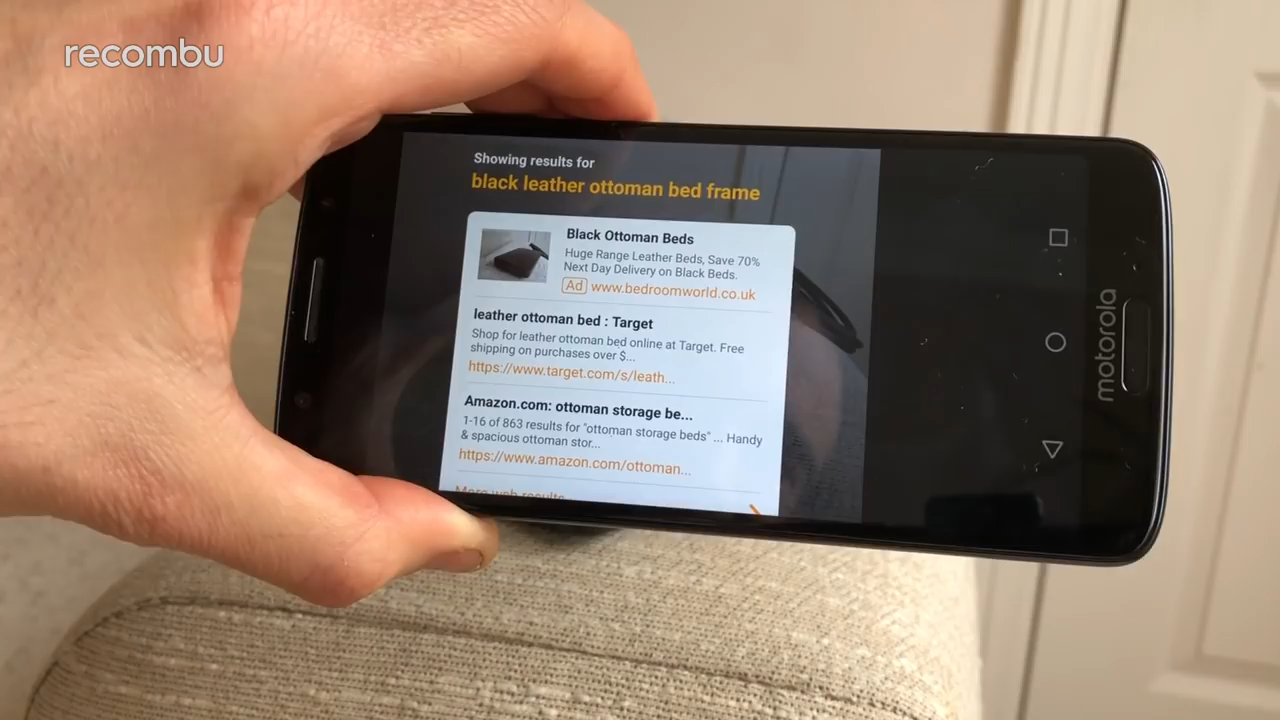 recombu
Showing results for
black leather ottoman bed frame
Black Ottoman Beds
Huge Range Leather Beds, Save 70%
Next Day Delivery on Black Beds.
Ad www.bedroomworld.co.uk
leather ottoman bed : Target
Shop for leather ottoman bed online at Target. Free
shipping on purchases over $...
https://www.target.com/s/leath...
Amazon.com: ottoman storage be...
1-16 of 863 results for "ottoman storage beds" ... Handy
& spacious ottoman stor...
https://www.amazon.com/ottoman...
More web results
motorola